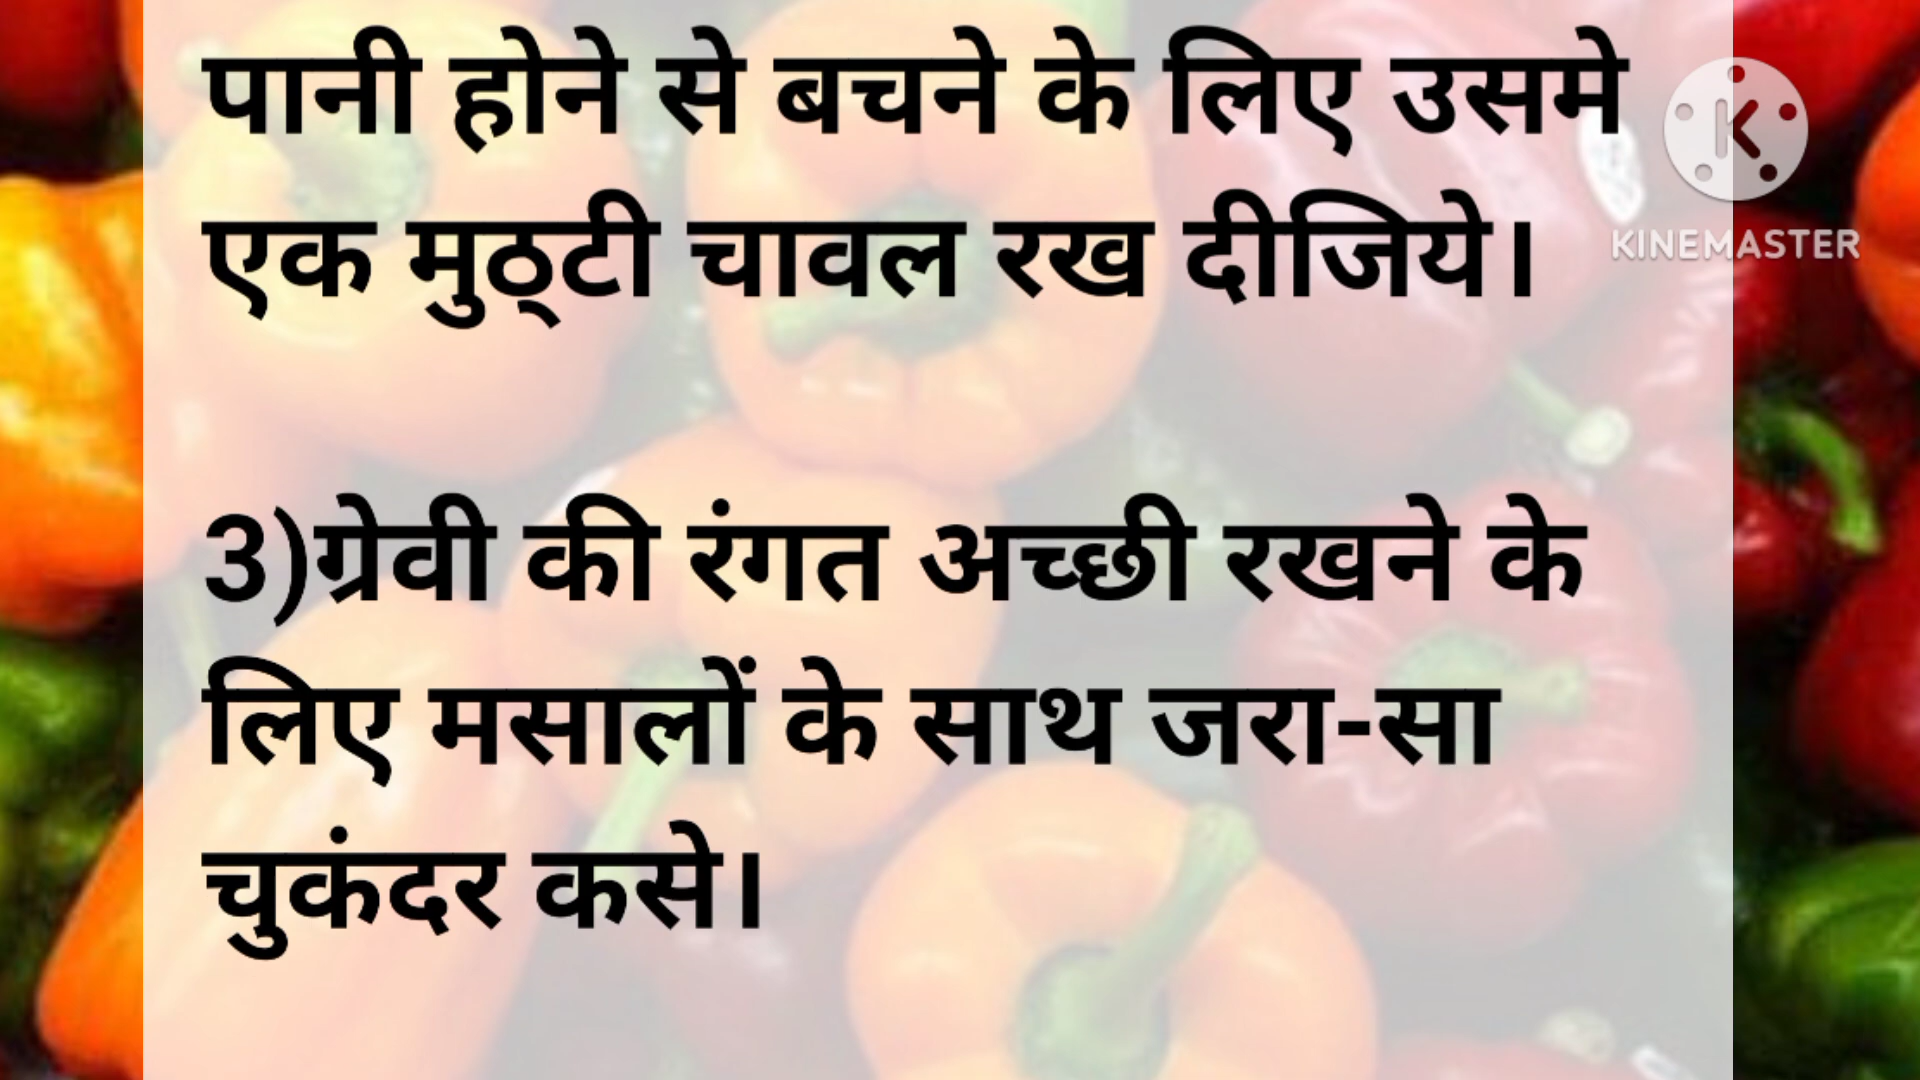 पानी होने से बचने के लिए उसमे
एक मुठ्टी चावल रख दीजिये।
3)ग्रेवी की रंगत अच्छी रखने के
लिए मसालों के साथ जरा-सा
चुकंदर कसे।
K
KINEMASTER